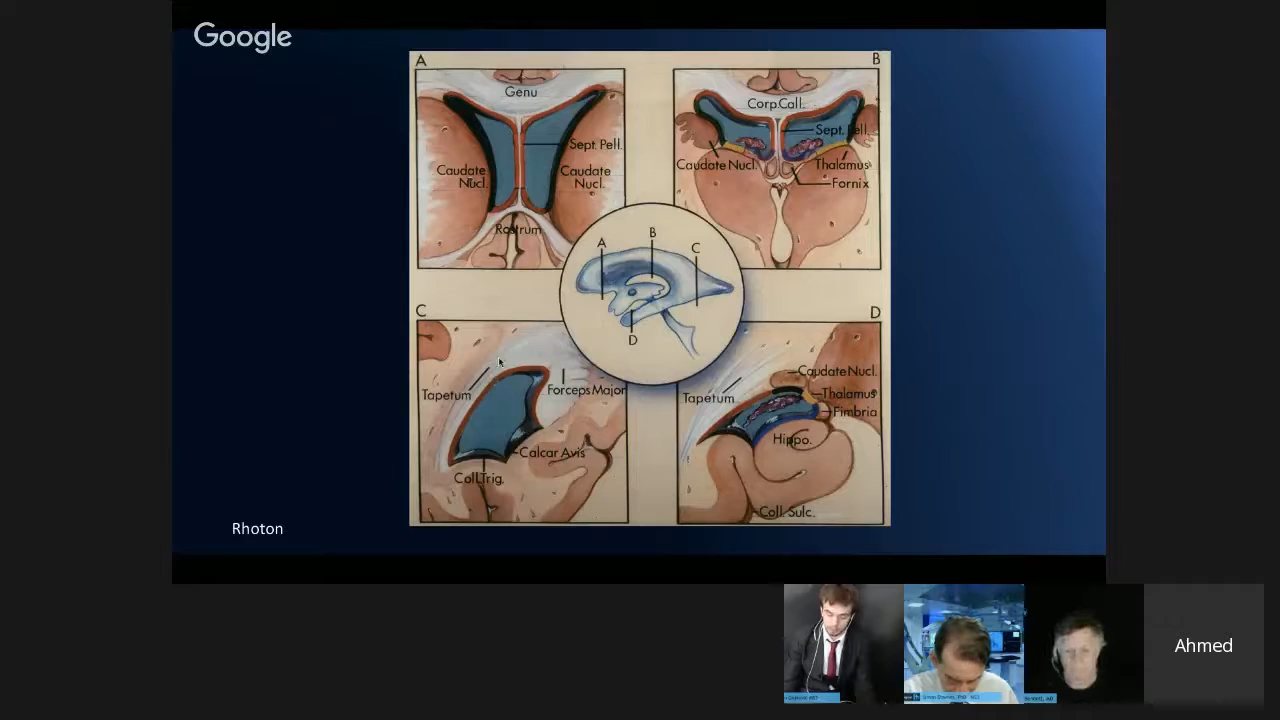 Google
A
Genu
Sept. Pell.
Caudate
Nucl.
Caudate
Nucl.
Rostrum
B
Corp. Call.
Sept. Pell.
Caudate Nucl.
Thalamus
Fornix
A
B
C
D
C
Tapetum
Forceps Major
Calcar Avis
Coll. Trig.
D
Caudate Nucl.
Tapetum
Thalamus
Fimbria
Hippo.
Coll. Sulc.
Rhoton
Ahmed